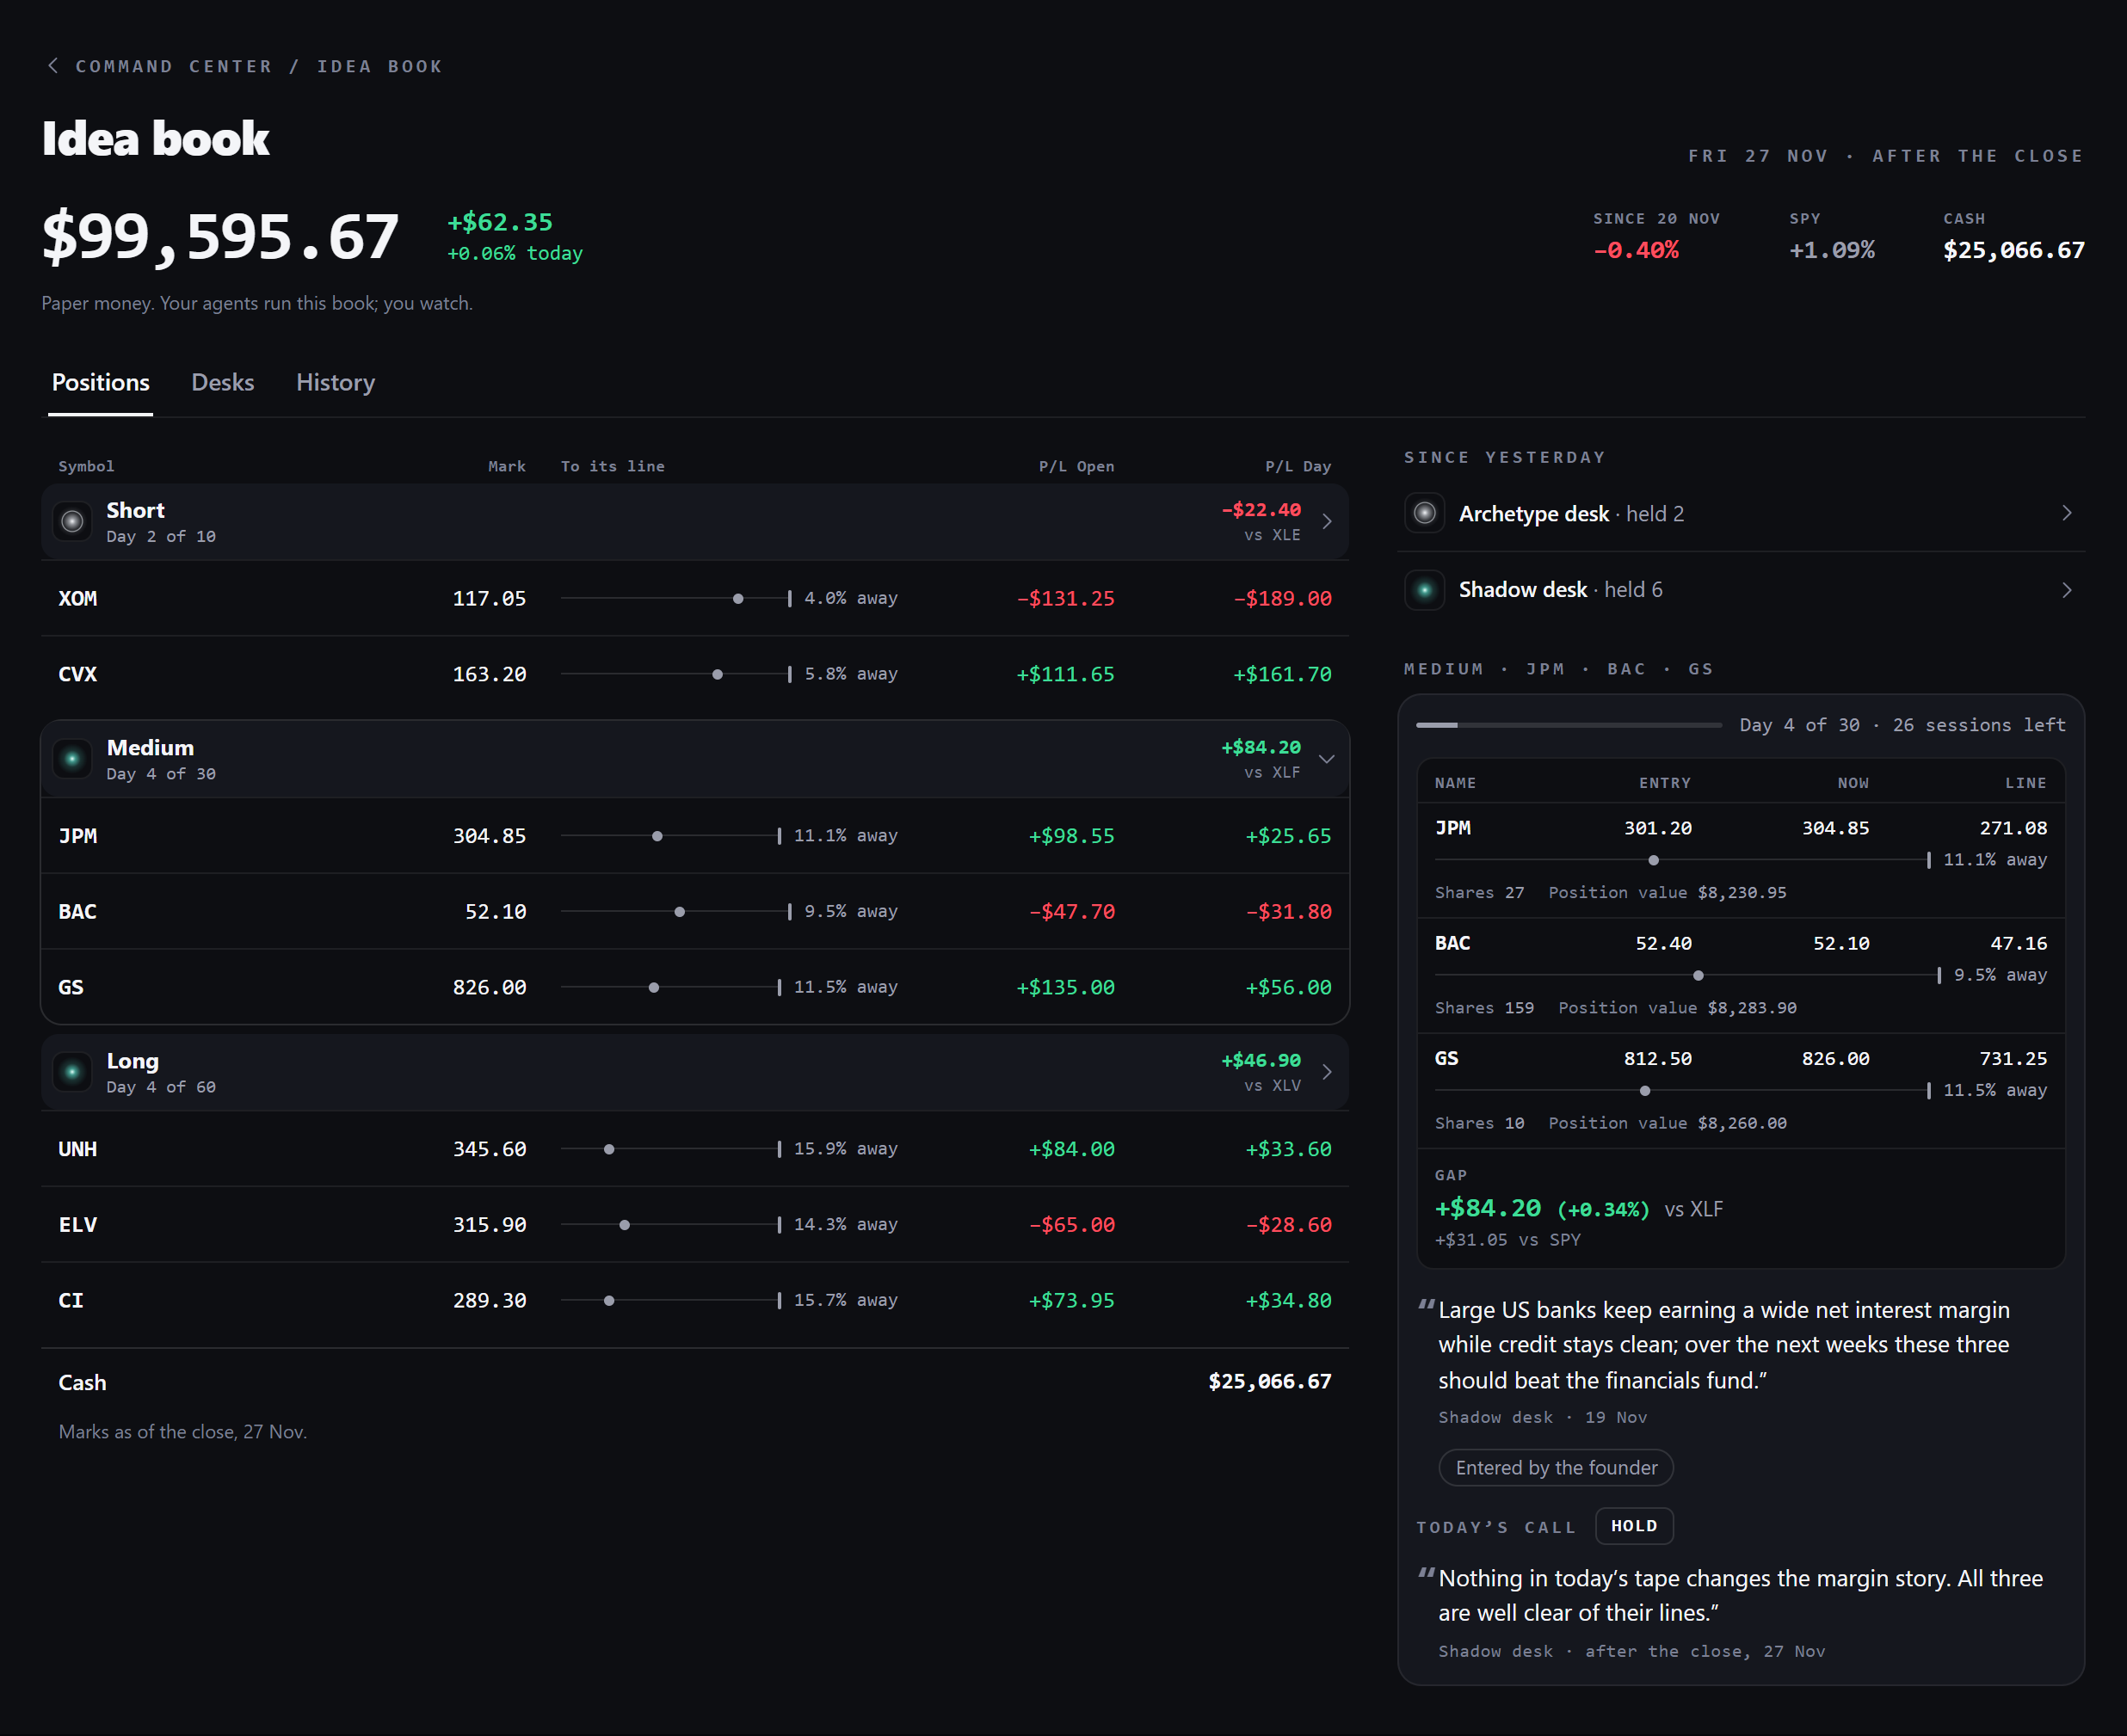 COMMAND CENTER / IDEA BOOK
Idea book
FRI 27 NOV · AFTER THE CLOSE
$99,595.67
+$62.35
+0.06% today
SINCE 20 NOV
−0.40%
SPY
+1.09%
CASH
$25,066.67
Paper money. Your agents run this book; you watch.
Positions Desks History
Symbol Mark To its line P/L Open P/L Day
Short
Day 2 of 10
−$22.40
vs XLE
XOM 117.05 4.0% away −$131.25 −$189.00
CVX 163.20 5.8% away +$111.65 +$161.70
Medium
Day 4 of 30
+$84.20
vs XLF
JPM 304.85 11.1% away +$98.55 +$25.65
BAC 52.10 9.5% away −$47.70 −$31.80
GS 826.00 11.5% away +$135.00 +$56.00
Long
Day 4 of 60
+$46.90
vs XLV
UNH 345.60 15.9% away +$84.00 +$33.60
ELV 315.90 14.3% away −$65.00 −$28.60
CI 289.30 15.7% away +$73.95 +$34.80
Cash $25,066.67
Marks as of the close, 27 Nov.
SINCE YESTERDAY
Archetype desk · held 2
Shadow desk · held 6
MEDIUM · JPM · BAC · GS
Day 4 of 30 · 26 sessions left
NAME ENTRY NOW LINE
JPM 301.20 304.85 271.08
11.1% away
Shares 27 Position value $8,230.95
BAC 52.40 52.10 47.16
9.5% away
Shares 159 Position value $8,283.90
GS 812.50 826.00 731.25
11.5% away
Shares 10 Position value $8,260.00
GAP
+$84.20 (+0.34%) vs XLF
+$31.05 vs SPY
“Large US banks keep earning a wide net interest margin
while credit stays clean; over the next weeks these three
should beat the financials fund.”
Shadow desk · 19 Nov
Entered by the founder
TODAY’S CALL HOLD
“Nothing in today’s tape changes the margin story. All three
are well clear of their lines.”
Shadow desk · after the close, 27 Nov